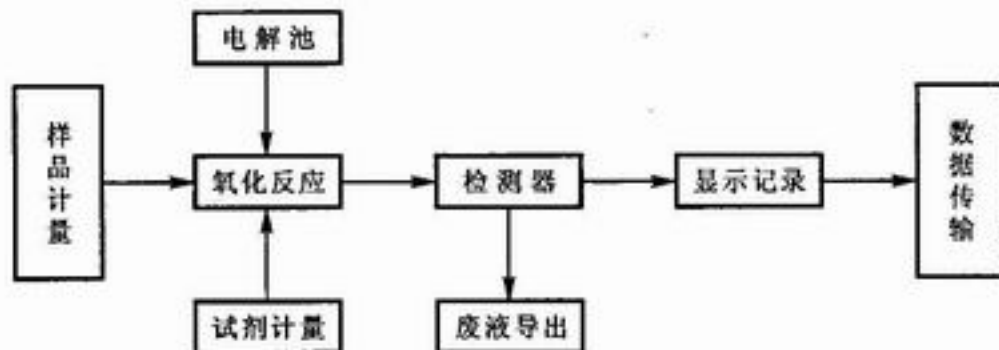 电解池
样品计量
氧化反应
检测器
显示记录
数据传输
试剂计量
废液导出